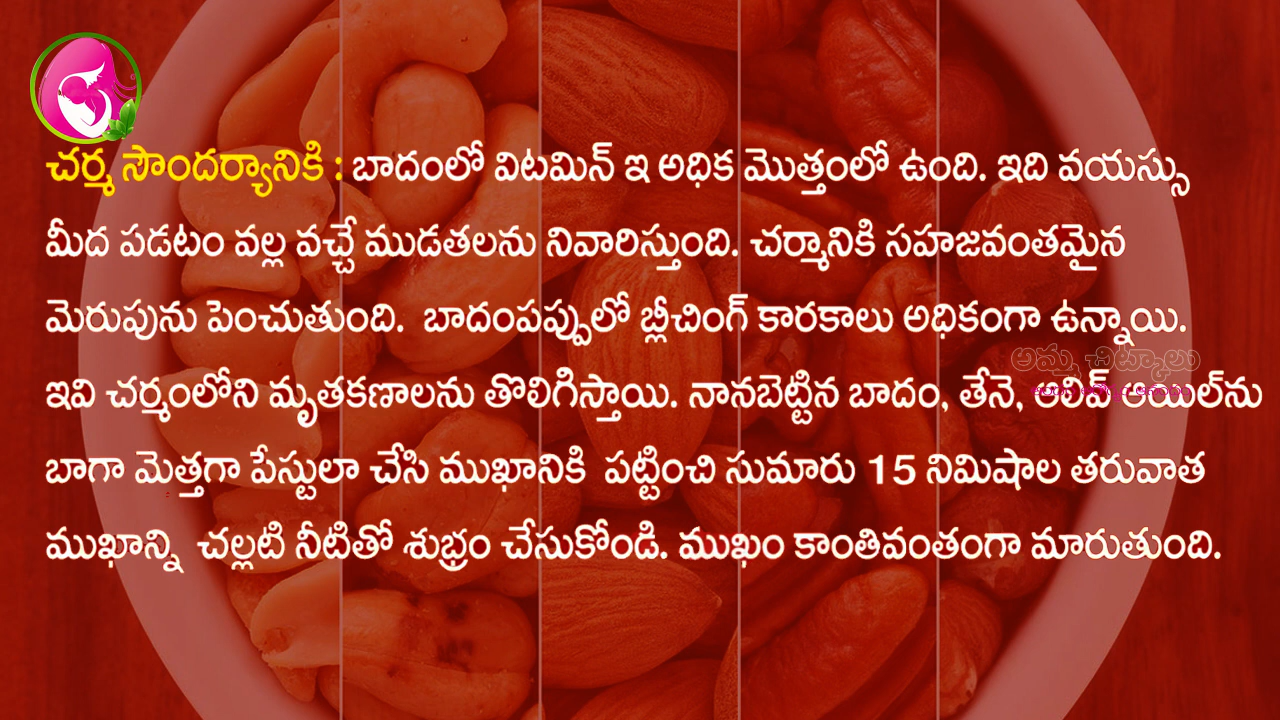 చర్మ సౌందర్యానికి : బాదంలో విటమిన్ ఇ అధిక మొత్తంలో ఉంది. ఇది వయస్సు
మీద పడటం వల్ల వచ్చే ముడతలను నివారిస్తుంది. చర్మానికి సహజవంతమైన
మెరుపును పెంచుతుంది. బాదంపప్పులో బ్లీచింగ్ కారకాలు అధికంగా ఉన్నాయి.
అమ్మ చిట్కాలు
ఇవి చర్మంలోని మృతకణాలను తొలిగిస్తాయి. నానబెట్టిన బాదం, తేనె, ఆలివ్ ఆయిల్‌ను
బాగా మెత్తగా పేస్టులా చేసి ముఖానికి పట్టించి సుమారు 15 నిమిషాల తరువాత
ముఖాన్ని చల్లటి నీటితో శుభ్రం చేసుకోండి. ముఖం కాంతివంతంగా మారుతుంది.